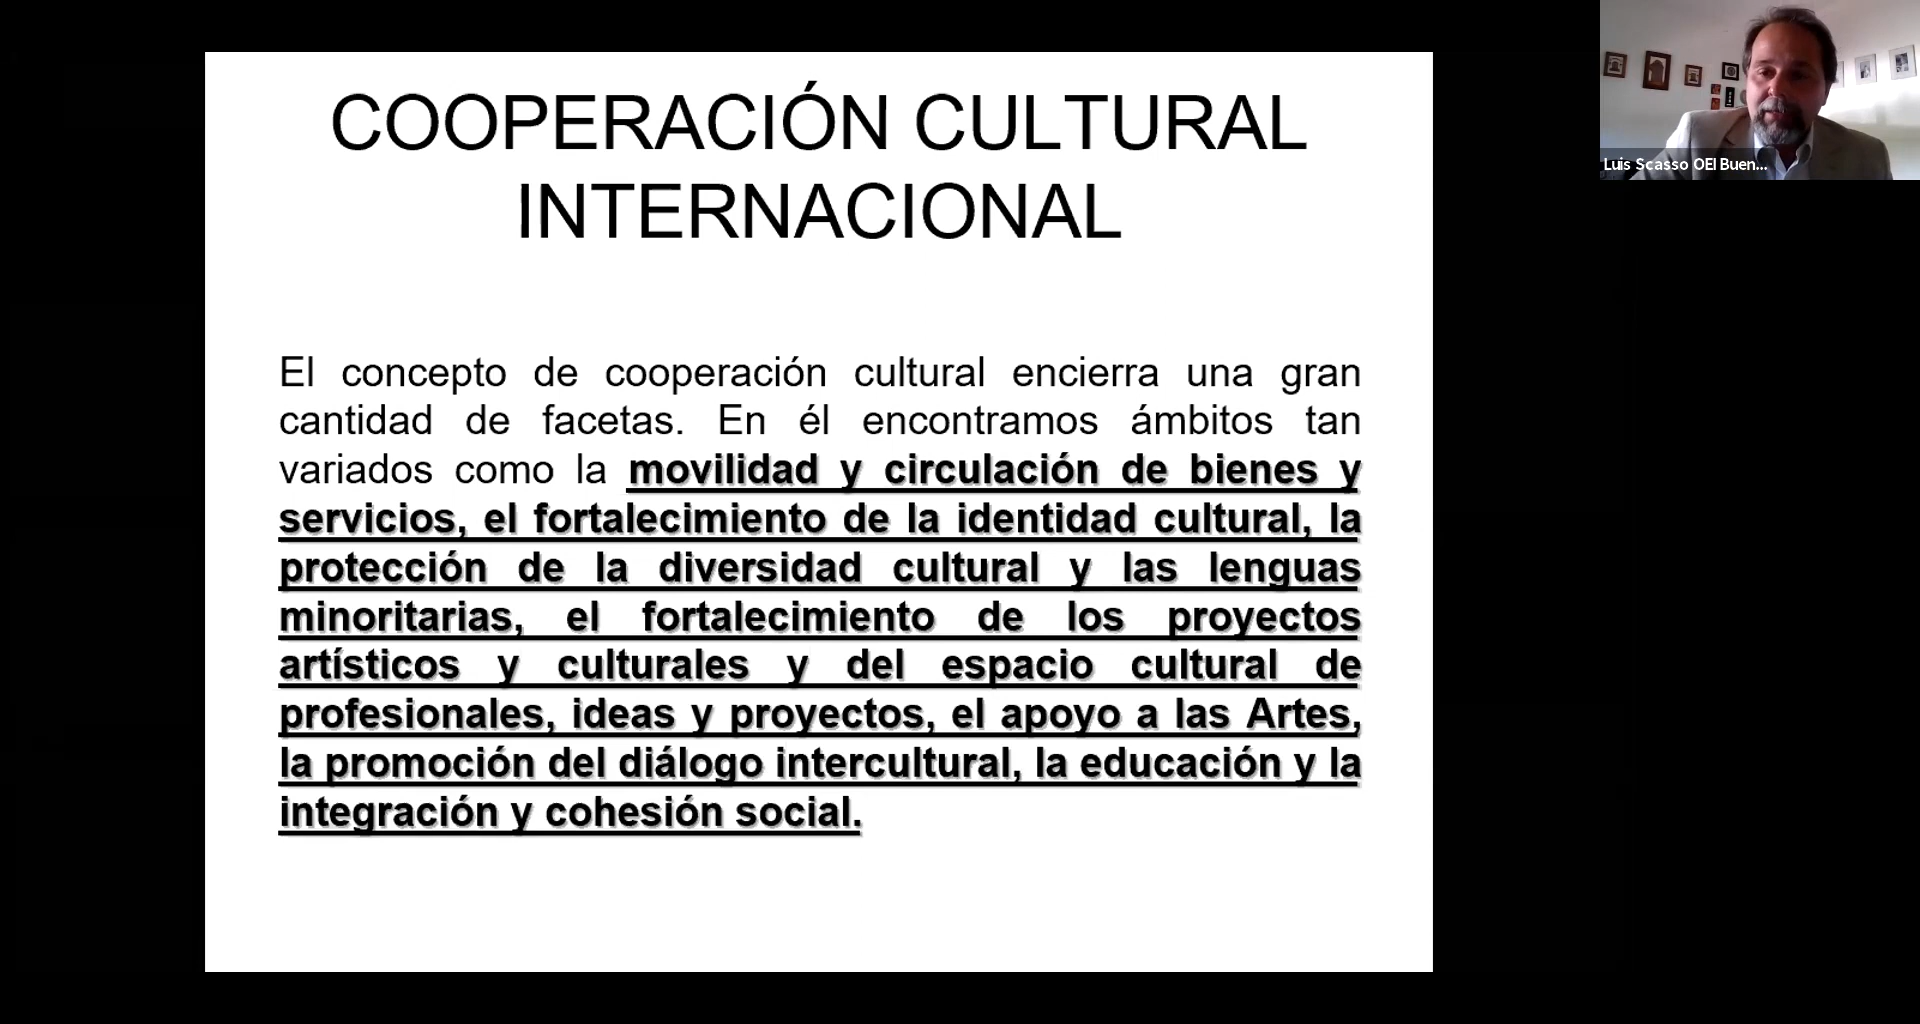 COOPERACIÓN CULTURAL
INTERNACIONAL
El concepto de cooperación cultural encierra una gran
cantidad de facetas. En él encontramos ámbitos tan
variados como la movilidad y circulación de bienes y
servicios, el fortalecimiento de la identidad cultural, la
protección de la diversidad cultural y las lenguas
minoritarias, el fortalecimiento de los proyectos
artísticos y culturales y del espacio cultural de
profesionales, ideas y proyectos, el apoyo a las Artes,
la promoción del diálogo intercultural, la educación y la
integración y cohesión social.
Luis Scasso OEI Buen...